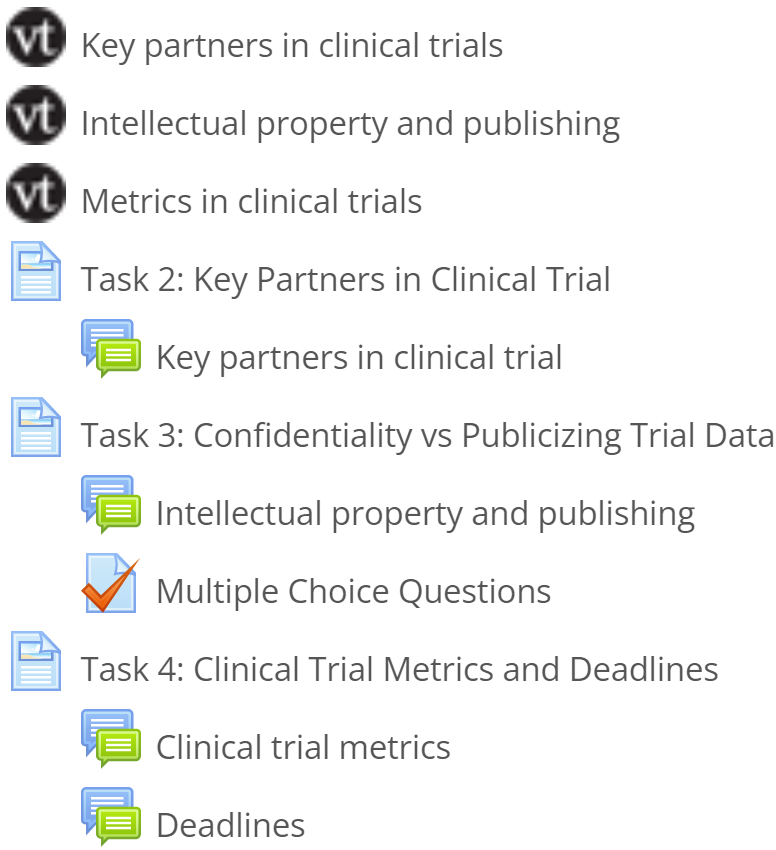 vt Key partners in clinical trials
vt Intellectual property and publishing
vt Metrics in clinical trials
Task 2: Key Partners in Clinical Trial
Key partners in clinical trial
Task 3: Confidentiality vs Publicizing Trial Data
Intellectual property and publishing
Multiple Choice Questions
Task 4: Clinical Trial Metrics and Deadlines
Clinical trial metrics
Deadlines